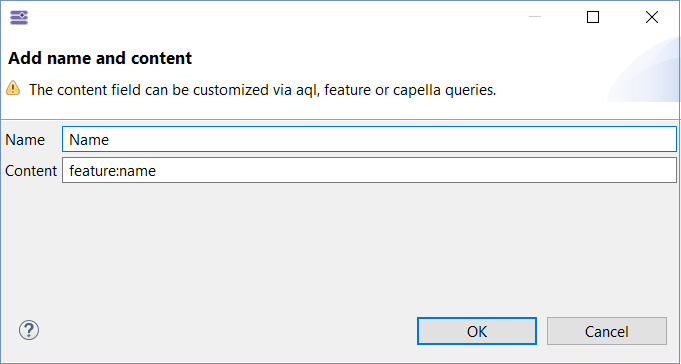 Add name and content
The content field can be customized via aql, feature or capella queries.
Name Name
Content feature:name
? OK Cancel